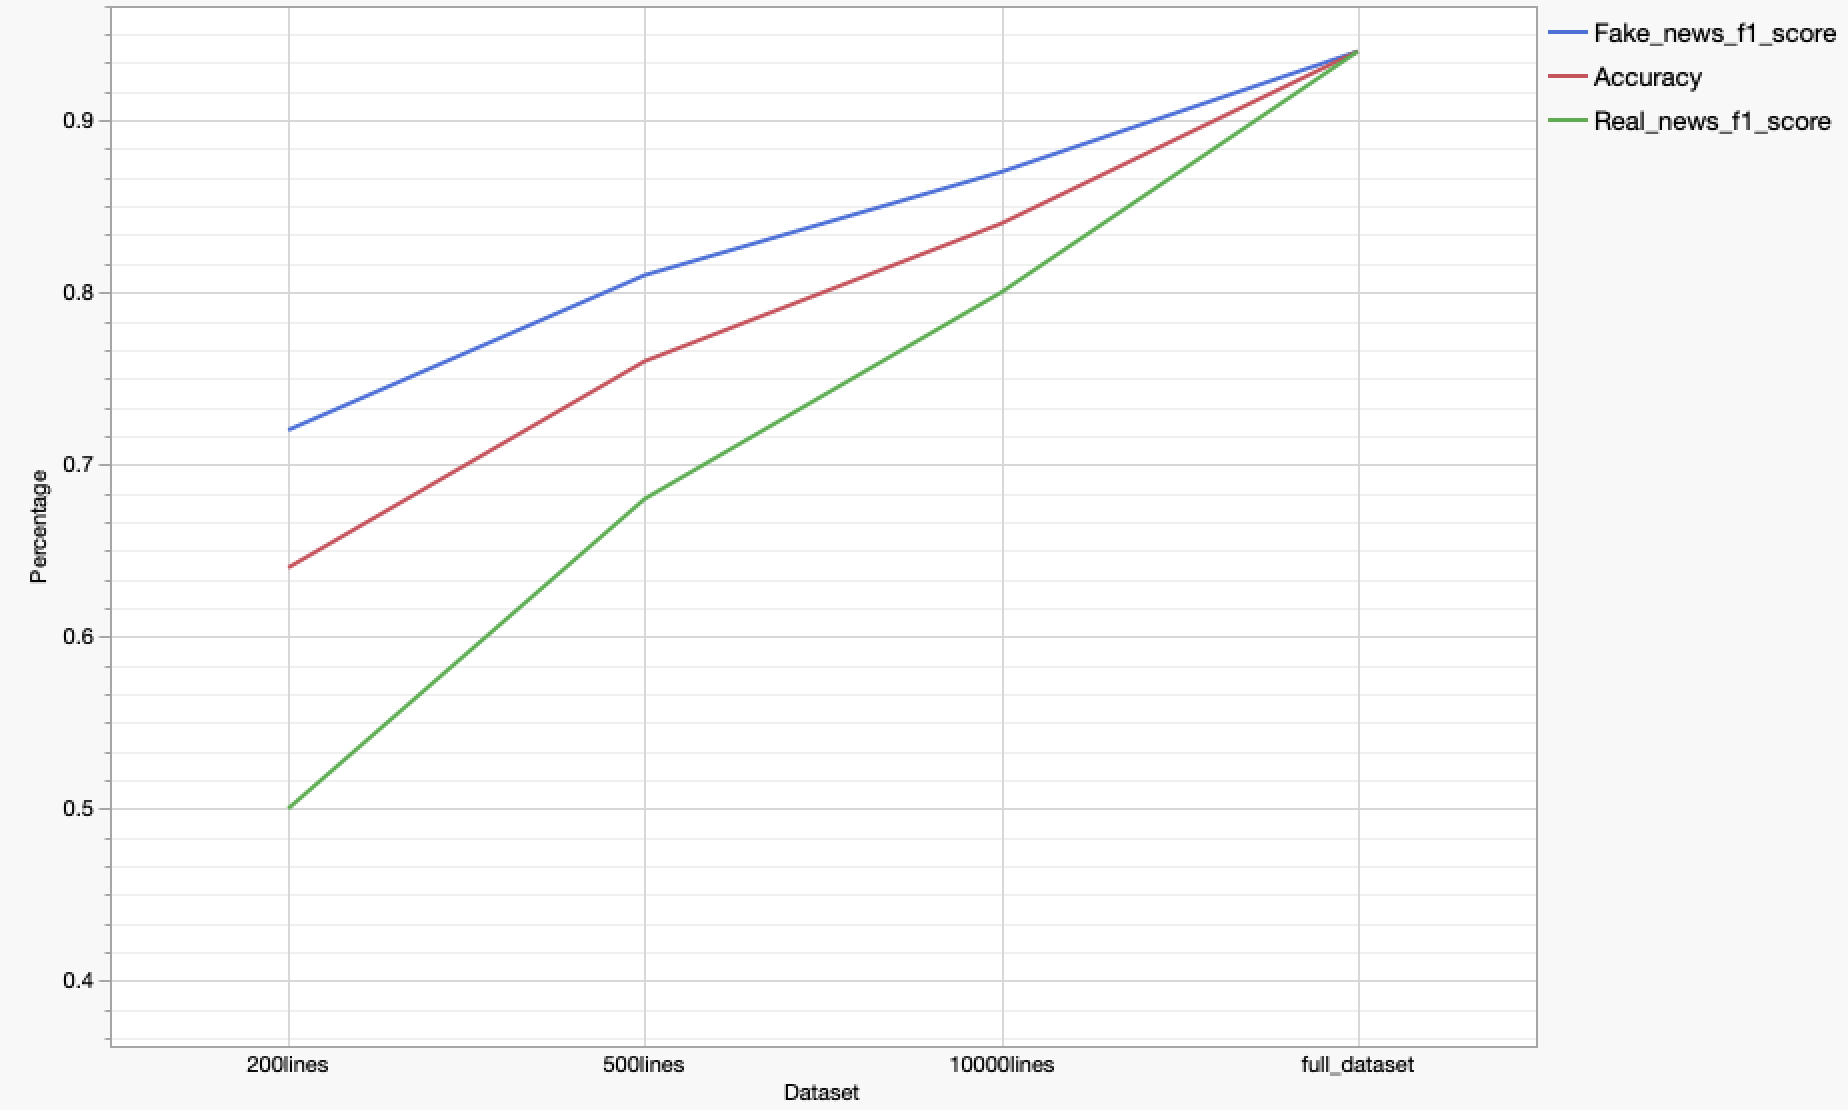 Fake_news_f1_score
Accuracy
Real_news_f1_score
0.9
0.8
0.7
0.6
0.5
0.4
Percentage
200lines
500lines
10000lines
full_dataset
Dataset